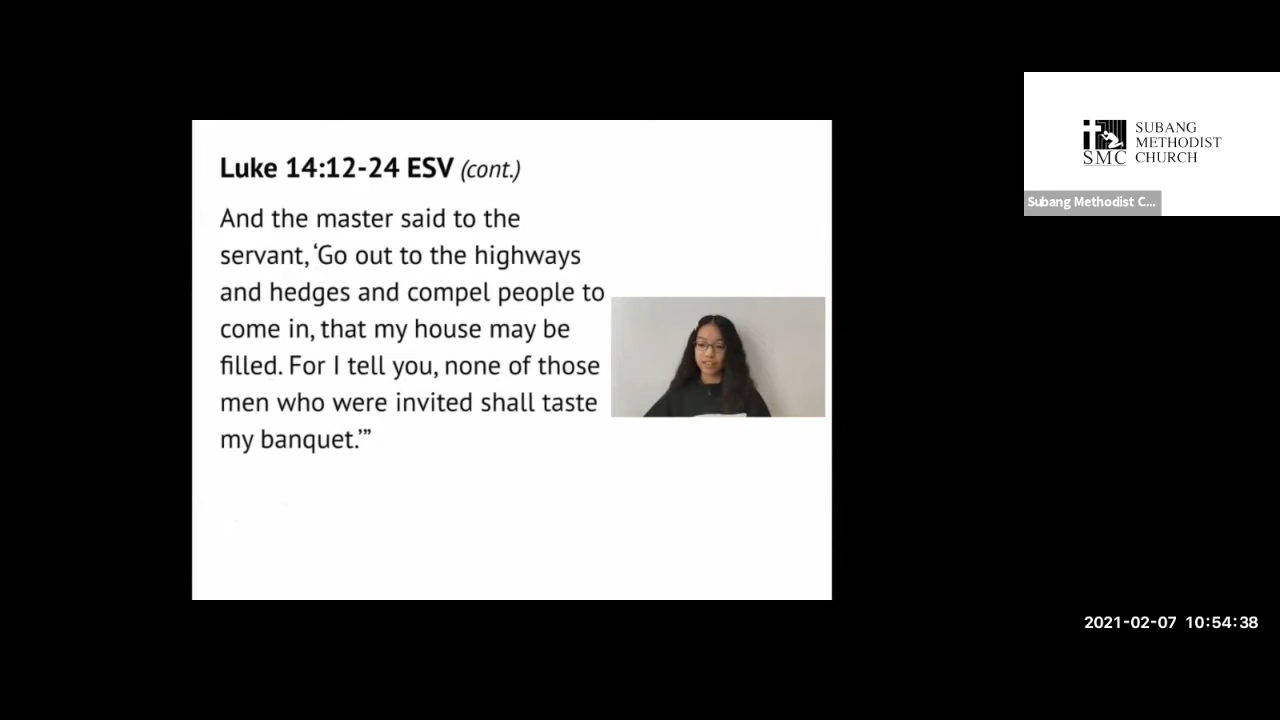 Luke 14:12-24 ESV (cont.)
And the master said to the
servant, ‘Go out to the highways
and hedges and compel people to
come in, that my house may be
filled. For I tell you, none of those
men who were invited shall taste
my banquet.’”
SMC
SUBANG
METHODIST
CHURCH
Subang Methodist C...
2021-02-07 10:54:38